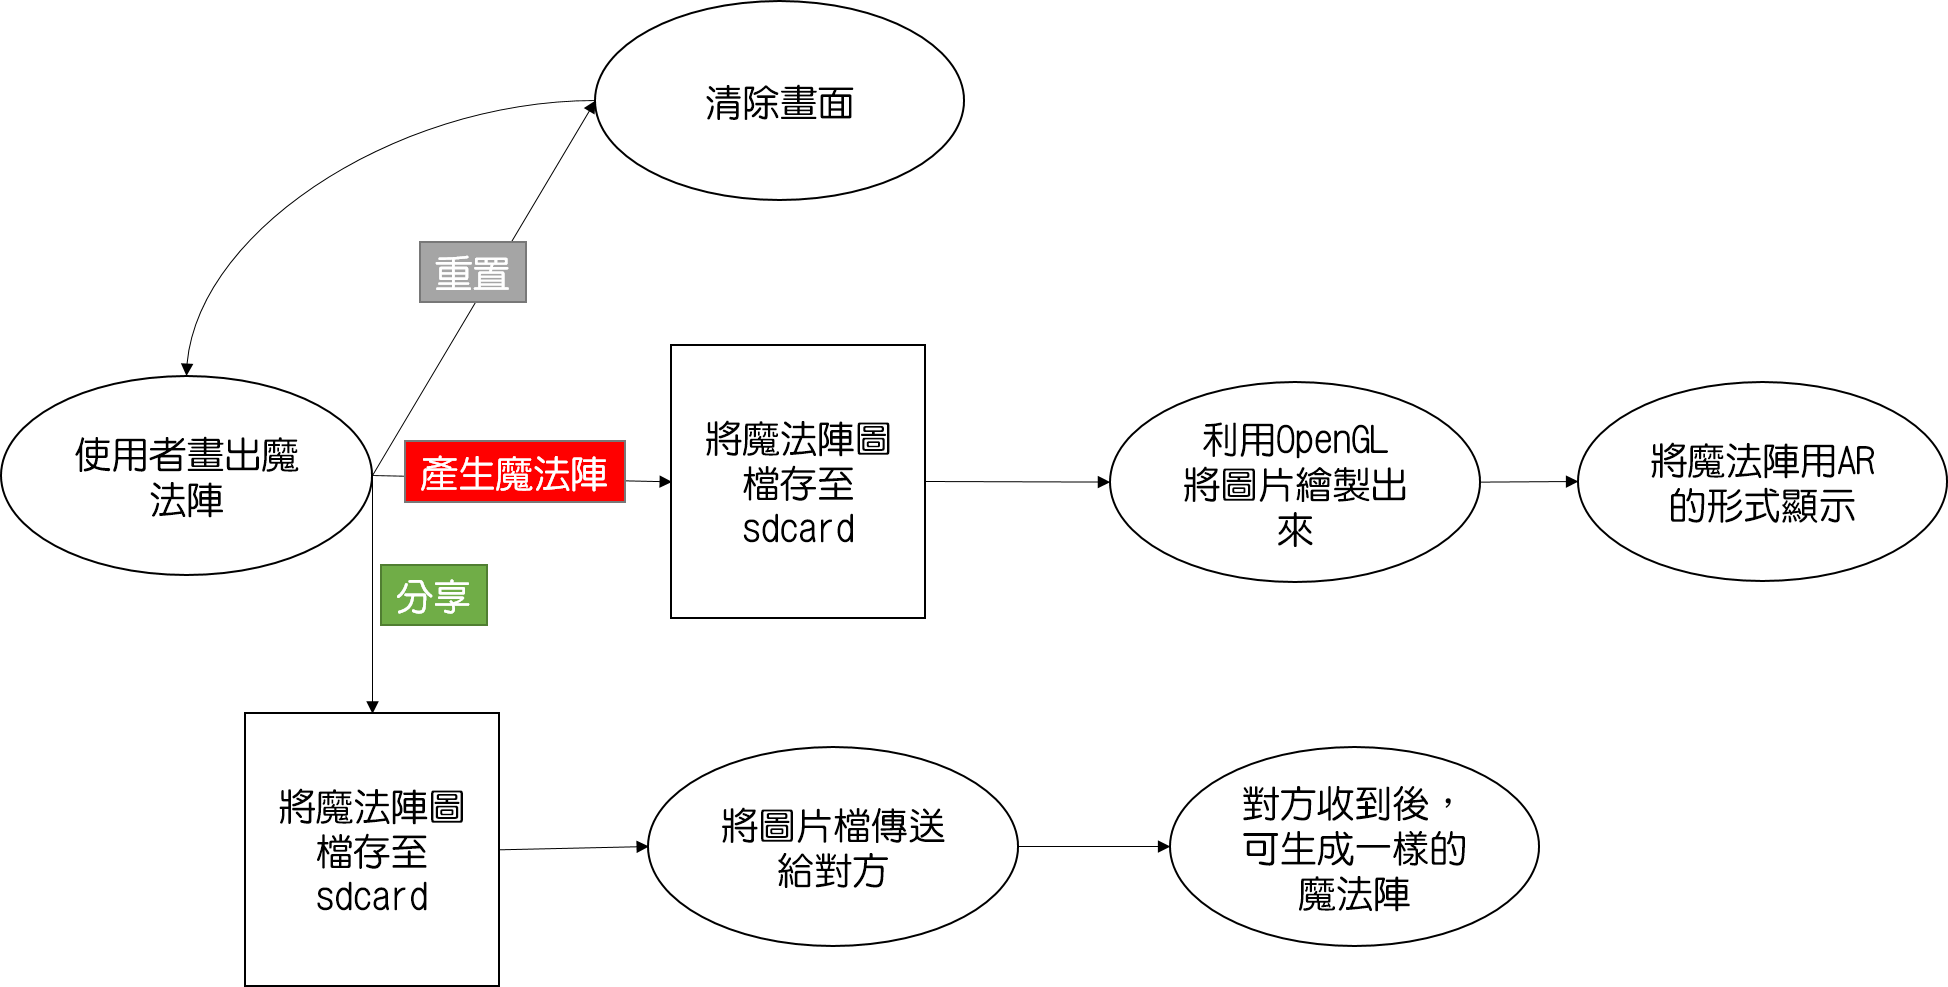 清除畫面
重置
使用者畫出魔
法陣
產生魔法陣
將魔法陣圖
檔存至
sdcard
利用OpenGL
將圖片繪製出
來
將魔法陣用AR
的形式顯示
分享
將魔法陣圖
檔存至
sdcard
將圖片檔傳送
給對方
對方收到後，
可生成一樣的
魔法陣